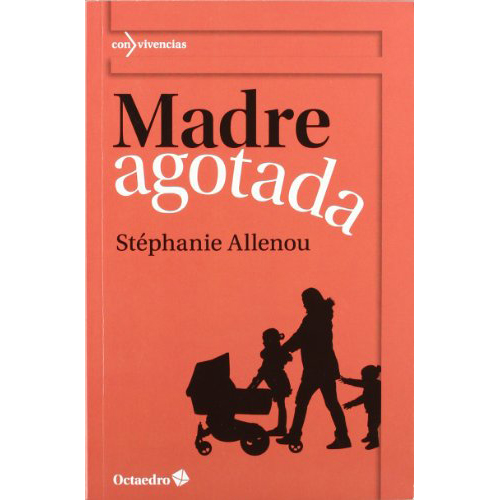 con vivencias
Madre
agotada
Stéphanie Allenou
Octaedro